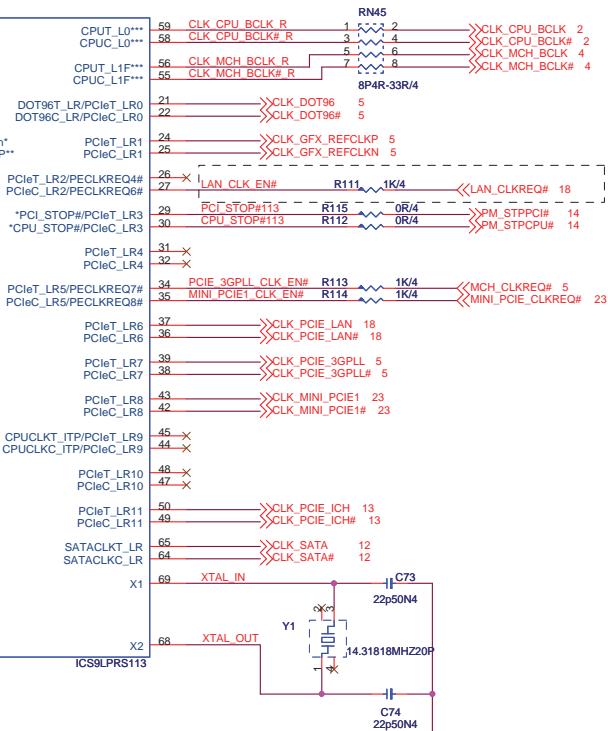 RN45
CPUT_L0*** 59 CLK_CPU_BCLK_R 1 2 CLK_CPU_BCLK 2
CPUC_L0*** 58 CLK_CPU_BCLK#_R 3 4 CLK_CPU_BCLK# 2
CPUT_L1F*** 56 CLK_MCH_BCLK_R 5 6 CLK_MCH_BCLK 4
CPUC_L1F*** 55 CLK_MCH_BCLK#_R 7 8 CLK_MCH_BCLK# 4
8P4R-33R/4
DOT96T_LR/PCIeT_LR0 21 CLK_DOT96 5
DOT96C_LR/PCIeC_LR0 22 CLK_DOT96# 5
n*
P**
PCIeT_LR1 24 CLK_GFX_REFCLKP 5
PCIeC_LR1 25 CLK_GFX_REFCLKN 5
PCIeT_LR2/PECLKREQ4# 26
PCIeC_LR2/PECLKREQ6# 27 LAN_CLK_EN# R111 1K/4 LAN_CLKREQ# 18
*PCI_STOP#/PCIeT_LR3 29 PCI_STOP#113 R115 0R/4 PM_STPPCI# 14
*CPU_STOP#/PCIeC_LR3 30 CPU_STOP#113 R112 0R/4 PM_STPCPU# 14
PCIeT_LR4 31
PCIeC_LR4 32
PCIeT_LR5/PECLKREQ7# 34 PCIE_3GPLL_CLK_EN# R113 1K/4 MCH_CLKREQ# 5
PCIeC_LR5/PECLKREQ8# 35 MINI_PCIE1_CLK_EN# R114 1K/4 MINI_PCIE_CLKREQ# 23
PCIeT_LR6 37 CLK_PCIE_LAN 18
PCIeC_LR6 36 CLK_PCIE_LAN# 18
PCIeT_LR7 39 CLK_PCIE_3GPLL 5
PCIeC_LR7 38 CLK_PCIE_3GPLL# 5
PCIeT_LR8 43 CLK_MINI_PCIE1 23
PCIeC_LR8 42 CLK_MINI_PCIE1# 23
CPUCLKT_ITP/PCIeT_LR9 45
CPUCLKC_ITP/PCIeC_LR9 44
PCIeT_LR10 48
PCIeC_LR10 47
PCIeT_LR11 50 CLK_PCIE_ICH 13
PCIeC_LR11 49 CLK_PCIE_ICH# 13
SATACLKT_LR 65 CLK_SATA 12
SATACLKC_LR 64 CLK_SATA# 12
X1 69 XTAL_IN C73
22p50N4
2 3
Y1
14.31818MHZ20P
X2 68 XTAL_OUT
1 4
ICS9LPRS113
C74
22p50N4